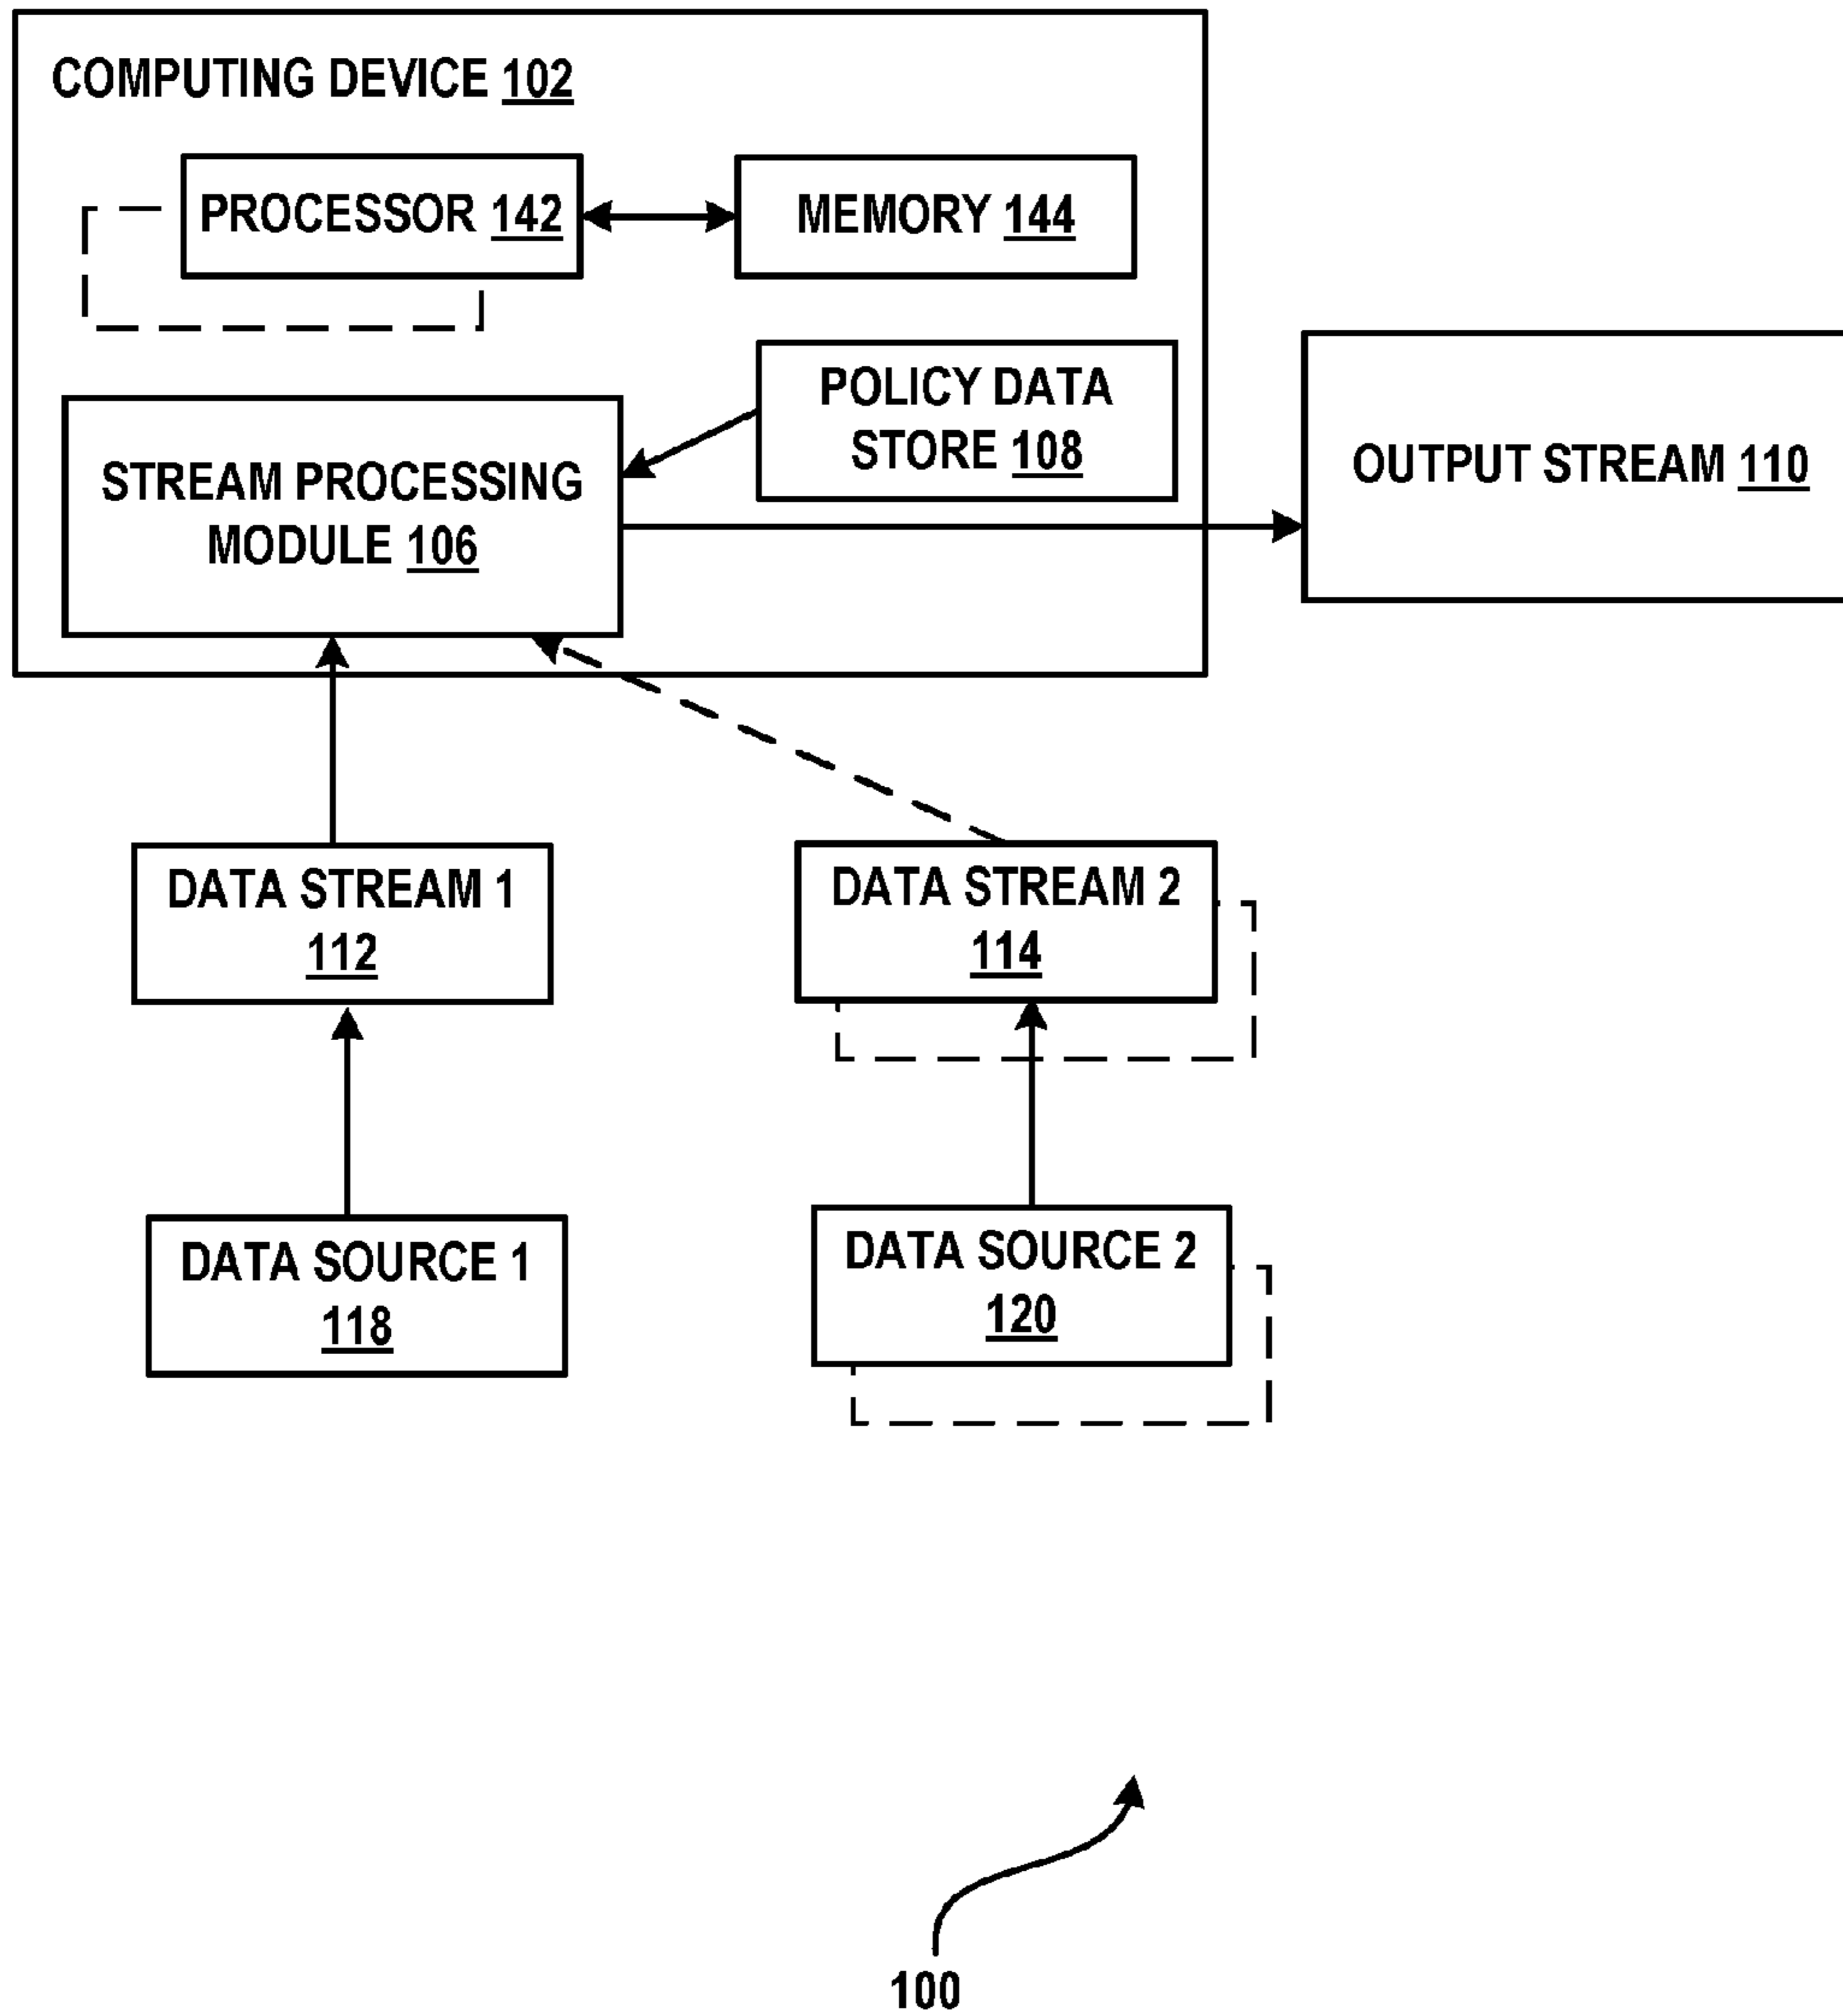 COMPUTING DEVICE 102
PROCESSOR 142
MEMORY 144
POLICY DATA
STORE 108
STREAM PROCESSING
MODULE 106
OUTPUT STREAM 110
DATA STREAM 1
112
DATA STREAM 2
114
DATA SOURCE 1
118
DATA SOURCE 2
120
100